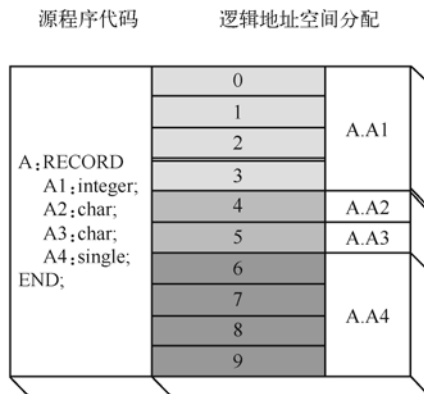 源程序代码
逻辑地址空间分配
A:RECORD
A1:integer;
A2:char;
A3:char;
A4:single;
END;
0
1
2
3
4
5
6
7
8
9
A.A1
A.A2
A.A3
A.A4